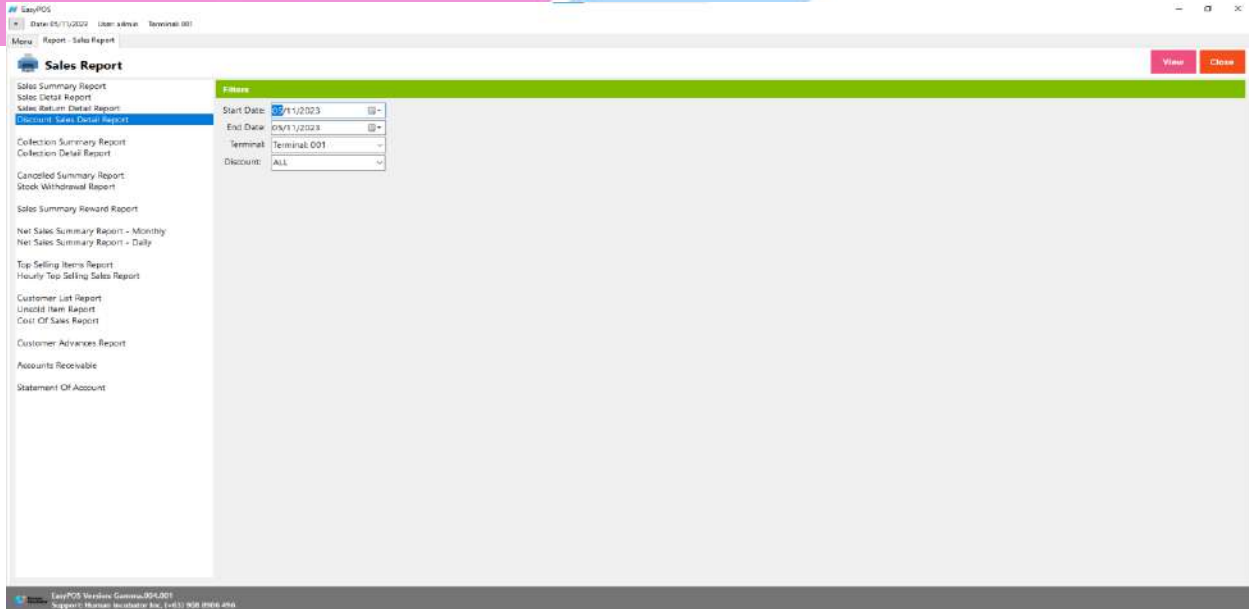 EasyPOS
Date: 05/11/2023 User: admin Terminal: 001
Menu Report - Sales Report
Sales Report
View Close
Sales Summary Report
Sales Detail Report
Sales Return Detail Report
Discount Sales Detail Report
Collection Summary Report
Collection Detail Report
Cancelled Summary Report
Stock Withdrawal Report
Sales Summary Reward Report
Net Sales Summary Report - Monthly
Net Sales Summary Report - Daily
Top Selling Items Report
Hourly Top Selling Sales Report
Customer List Report
Unsold Item Report
Cost Of Sales Report
Customer Advances Report
Accounts Receivable
Statement Of Account
Filters
Start Date: 05/11/2023
End Date: 05/11/2023
Terminal: Terminal: 001
Discount: ALL
EasyPOS Version: Gamma.004.001
Support: Human Incubator Inc. (+63) 908 8906 496